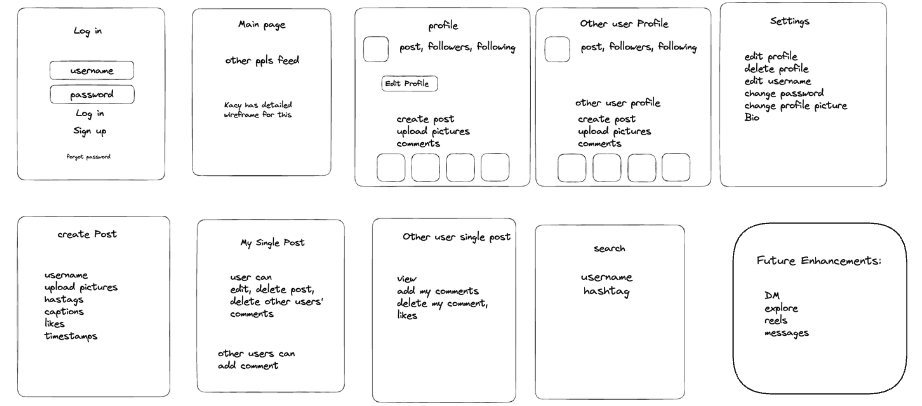 Log in
username
password
Log in
Sign up
forgot password
Main page
other ppls feed
Kacy has detailed
wireframe for this
profile
post, followers, following
Edit Profile
create post
upload pictures
comments
Other user Profile
post, followers, following
other user profile
create post
upload pictures
comments
Settings
edit profile
delete profile
edit username
change password
change profile picture
Bio
create Post
username
upload pictures
hastags
captions
likes
timestamps
My Single Post
user can
edit, delete post,
delete other users'
comments
other users can
add comment
Other user single post
view
add my comments
delete my comment,
likes
search
username
hashtag
Future Enhancements:
DM
explore
reels
messages